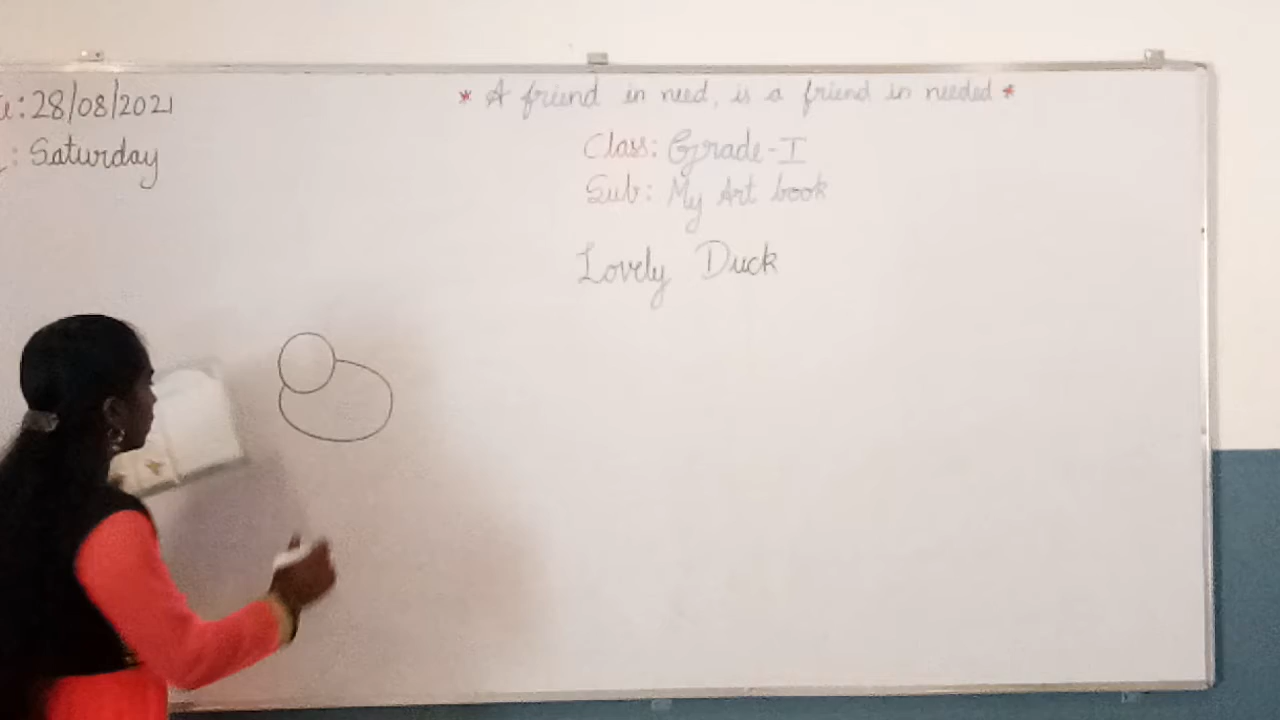 : 28/08/2021
: Saturday
* A friend in need, is a friend in needed *
Class: Grade-I
Sub: My Art book
Lovely Duck